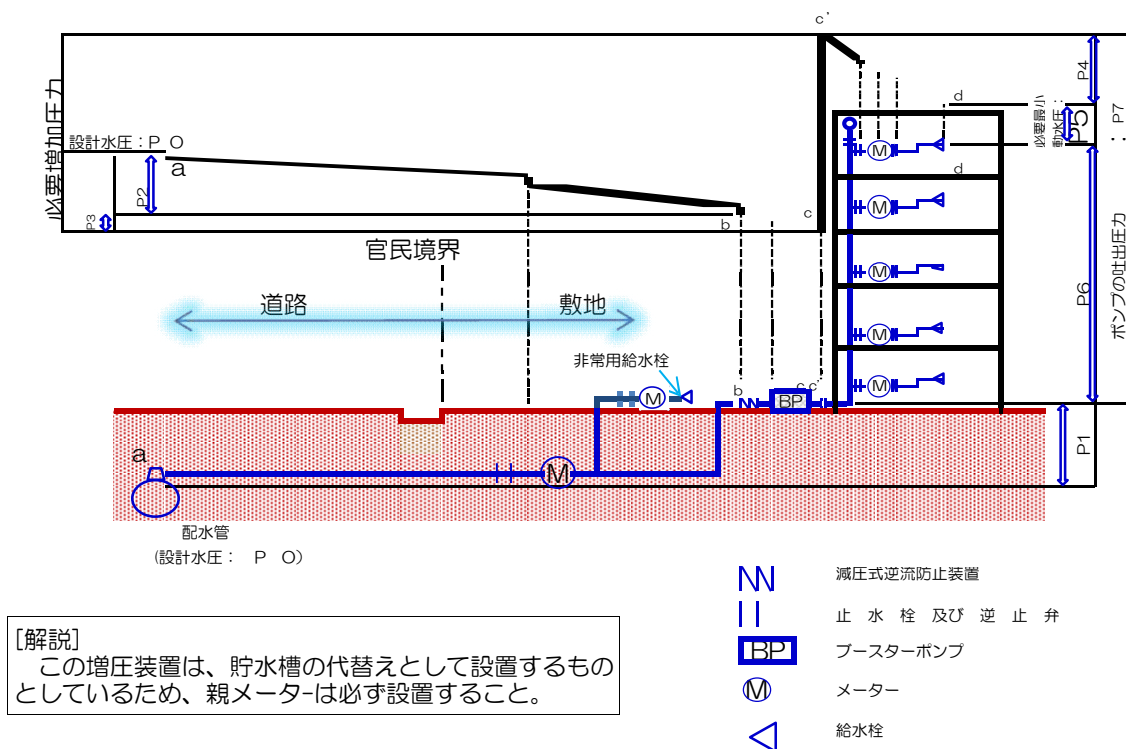 c'
必要増加圧力
P4
d
設計水圧：P O
a
P2
P3
必要最小
動水圧：
P5
：P7
M
d
b
c
官民境界
M
道路
敷地
M
P6
ポンプの吐出圧力
M
非常用給水栓
M
M
b
BP
c c'
a
M
P1
配水管
(設計水圧： P O)
減圧式逆流防止装置
止 水 栓 及び 逆 止 弁
BP
ブースターポンプ
M
メーター
給水栓
[解説]
この増圧装置は、貯水槽の代替えとして設置するもの
としているため、親メーターは必ず設置すること。